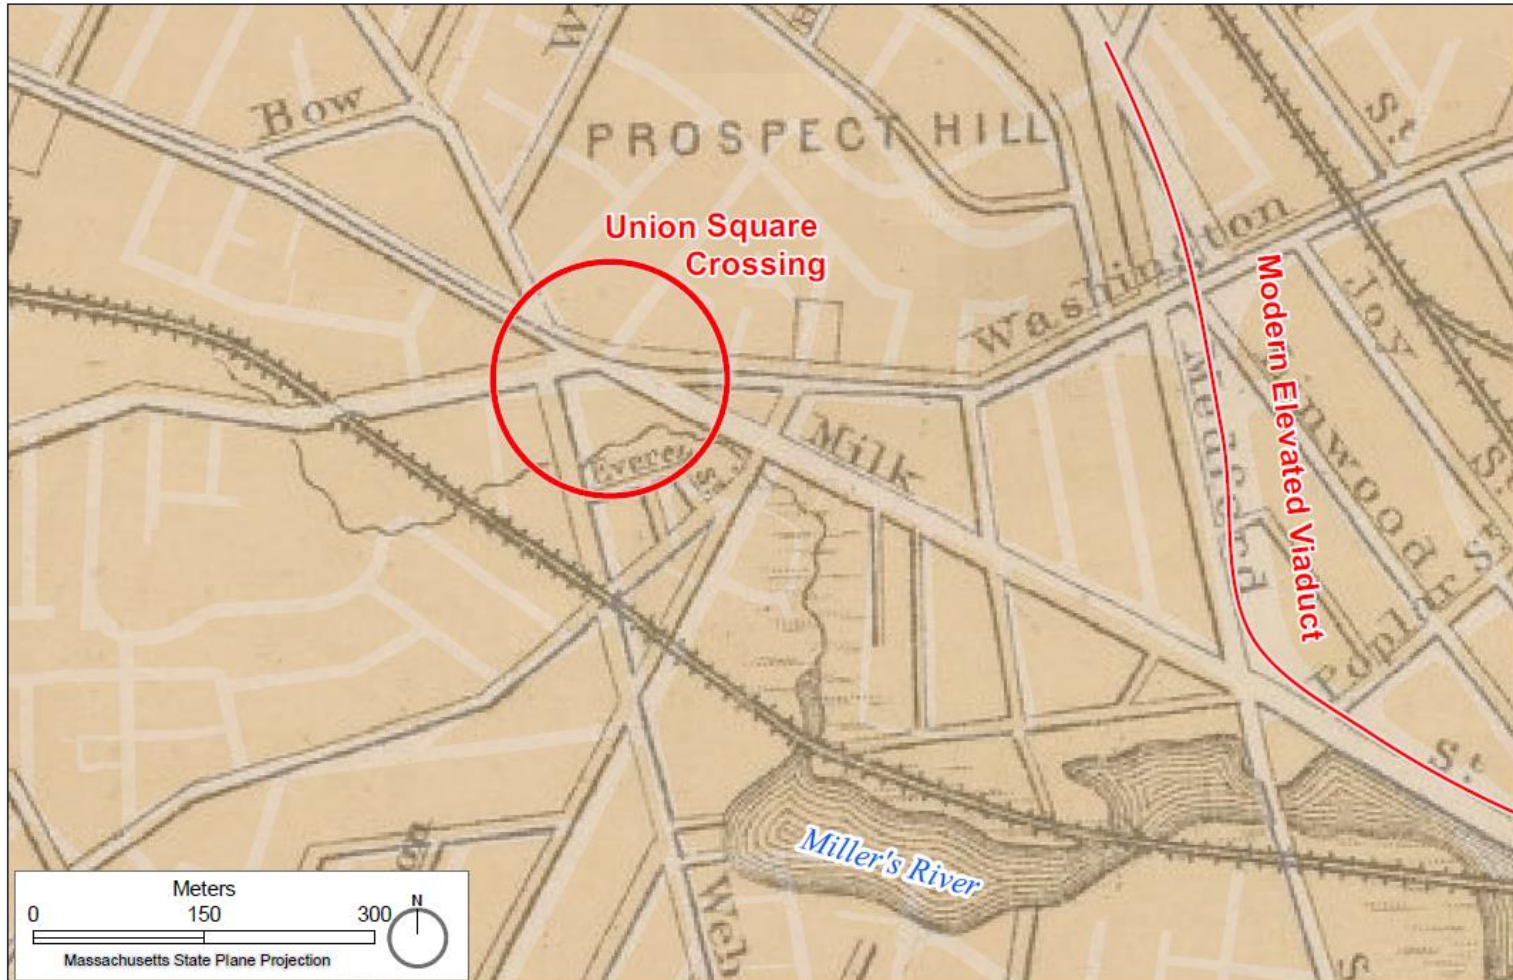 Bow
St.
PROSPECT HILL
Union Square
Crossing
Washington
Modern Elevated Viaduct
Joy
St.
Milk
Medford
Linwood
Everett
St.
Poplar St.
St.
Miller's River
Meters
0 150 300
N
Massachusetts State Plane Projection